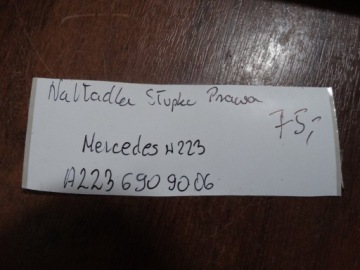 Nakładka Słupka Prawa
75,-
Mercedes W223
A223 690 90 06